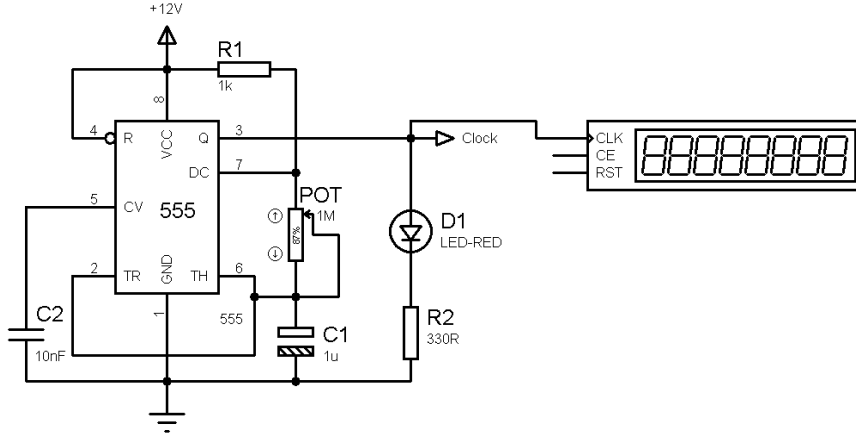 +12V
R1
1k
8
4
R
VCC
Q
3
Clock
CLK
CE
RST
DC
7
5
CV
555
POT
1M
87%
D1
LED-RED
2
TR
GND
TH
6
1
555
C2
10nF
C1
1u
R2
330R